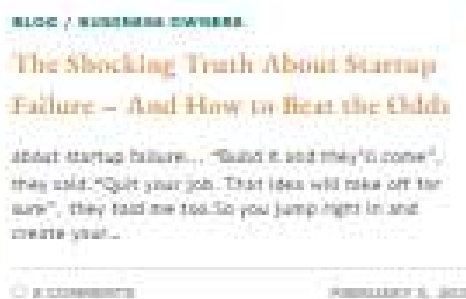 BLOG / BUSINESS OWNERS
The Shocking Truth About Startup
Failure – And How to Beat the Odds
about startup failure... "Build it and they'll come",
they said. "Quit your job. That idea will take off for
sure", they told me too. So you jump right in and
create your...
COMMENTS
FEBRUARY